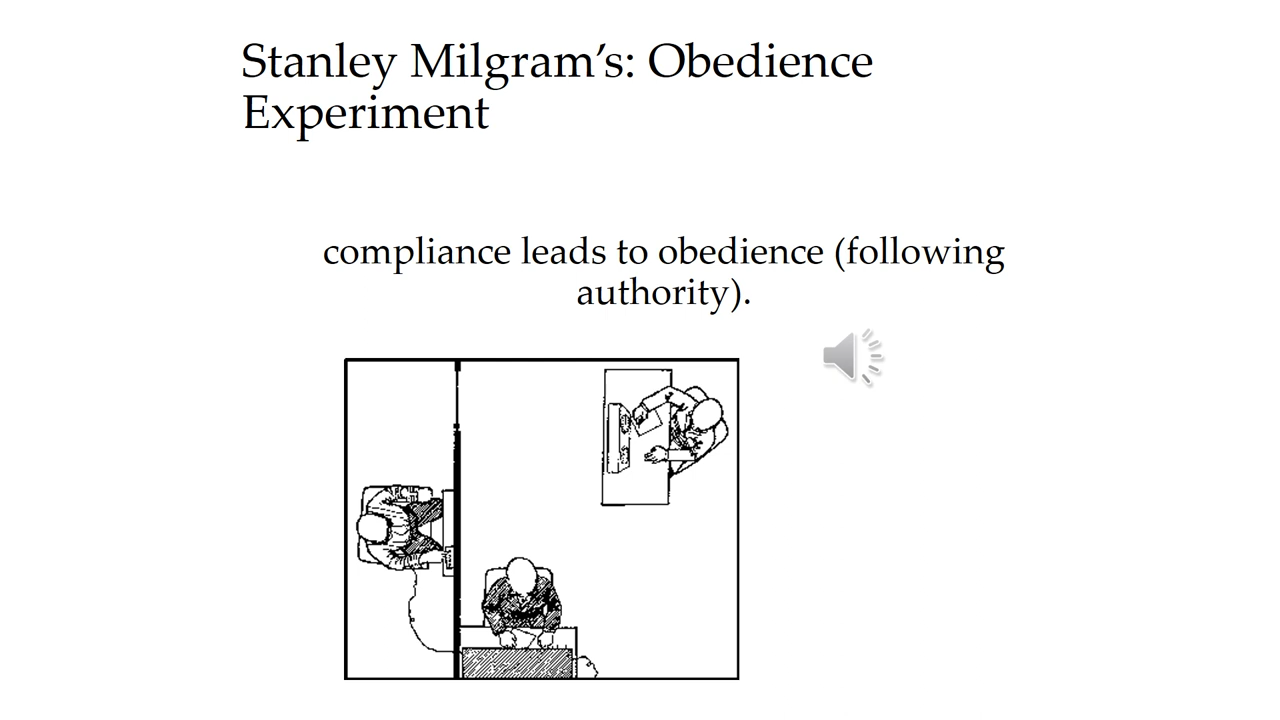 Stanley Milgram’s: Obedience
Experiment
compliance leads to obedience (following
authority).